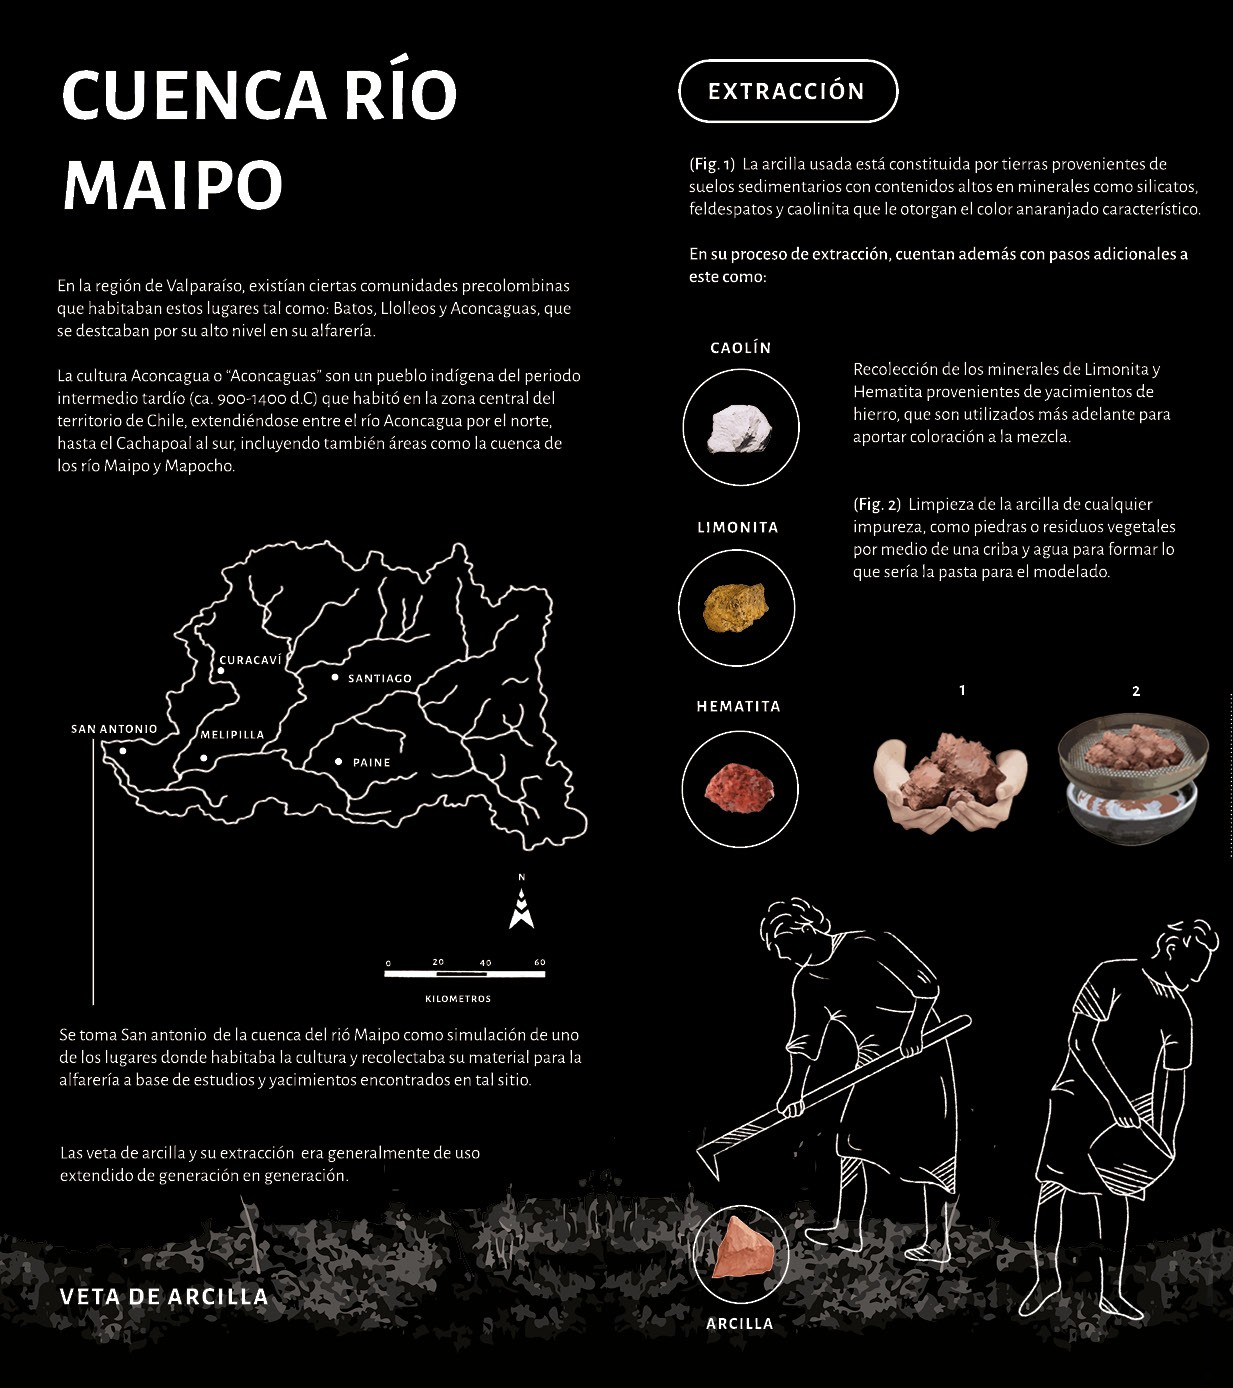 CUENCA RÍO
MAIPO
En la región de Valparaíso, existían ciertas comunidades precolombinas
que habitaban estos lugares tal como: Batos, Llolleos y Aconcaguas, que
se destcaban por su alto nivel en su alfarería.
La cultura Aconcagua o “Aconcaguas” son un pueblo indígena del periodo
intermedio tardío (ca. 900-1400 d.C) que habitó en la zona central del
territorio de Chile, extendiéndose entre el río Aconcagua por el norte,
hasta el Cachapoal al sur, incluyendo también áreas como la cuenca de
los río Maipo y Mapocho.
CURACAVÍ
SANTIAGO
SAN ANTONIO
MELIPILLA
PAINE
N
0 20 40 60
KILOMETROS
Se toma San antonio de la cuenca del rió Maipo como simulación de uno
de los lugares donde habitaba la cultura y recolectaba su material para la
alfarería a base de estudios y yacimientos encontrados en tal sitio.
Las veta de arcilla y su extracción era generalmente de uso
extendido de generación en generación.
VETA DE ARCILLA
EXTRACCIÓN
(Fig. 1) La arcilla usada está constituida por tierras provenientes de
suelos sedimentarios con contenidos altos en minerales como silicatos,
feldespatos y caolinita que le otorgan el color anaranjado característico.
En su proceso de extracción, cuentan además con pasos adicionales a
este como:
CAOLÍN
Recolección de los minerales de Limonita y
Hematita provenientes de yacimientos de
hierro, que son utilizados más adelante para
aportar coloración a la mezcla.
LIMONITA
(Fig. 2) Limpieza de la arcilla de cualquier
impureza, como piedras o residuos vegetales
por medio de una criba y agua para formar lo
que sería la pasta para el modelado.
HEMATITA
1
2
ARCILLA